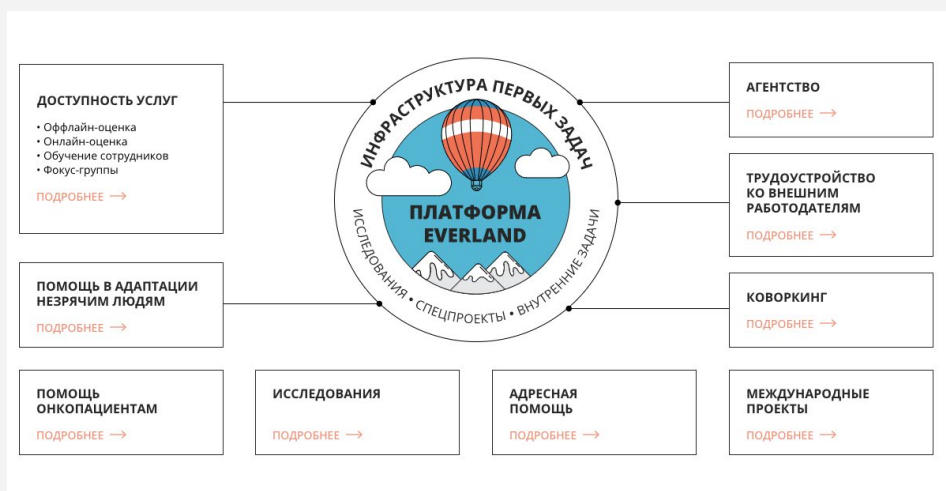 ДОСТУПНОСТЬ УСЛУГ
• Оффлайн-оценка
• Онлайн-оценка
• Обучение сотрудников
• Фокус-группы
ПОДРОБНЕЕ →
ПОМОЩЬ В АДАПТАЦИИ
НЕЗРЯЧИМ ЛЮДЯМ
ПОДРОБНЕЕ →
ИНФРАСТРУКТУРА ПЕРВЫХ ЗАДАЧ
ПЛАТФОРМА
EVERLAND
ИССЛЕДОВАНИЯ • СПЕЦПРОЕКТЫ • ВНУТРЕННИЕ ЗАДАЧИ
АГЕНТСТВО
ПОДРОБНЕЕ →
ТРУДОУСТРОЙСТВО
КО ВНЕШНИМ
РАБОТОДАТЕЛЯМ
ПОДРОБНЕЕ →
КОВОРКИНГ
ПОДРОБНЕЕ →
ПОМОЩЬ
ОНКОПАЦИЕНТАМ
ПОДРОБНЕЕ →
ИССЛЕДОВАНИЯ
ПОДРОБНЕЕ →
АДРЕСНАЯ
ПОМОЩЬ
ПОДРОБНЕЕ →
МЕЖДУНАРОДНЫЕ
ПРОЕКТЫ
ПОДРОБНЕЕ →